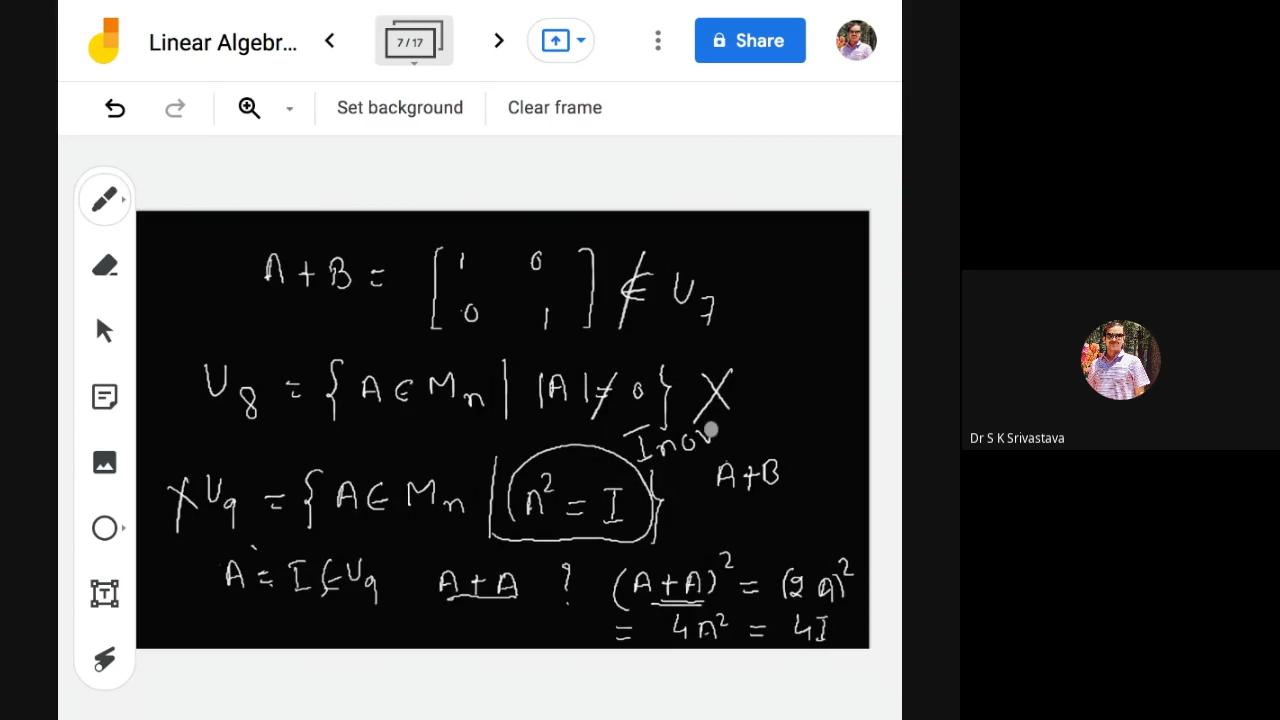 Linear Algebr...
7 / 17
Share
Set background
Clear frame
A + B = [ 1 0
0 1 ] ∉ U₇
U₈ = { A ∈ Mₙ | |A| ≠ 0 } X
Inov
X U₉ = { A ∈ Mₙ | (A² = I) }
A + B
A = I ∈ U₉ A + A ? (A + A)² = (2A)²
= 4A² = 4I
Dr S K Srivastava